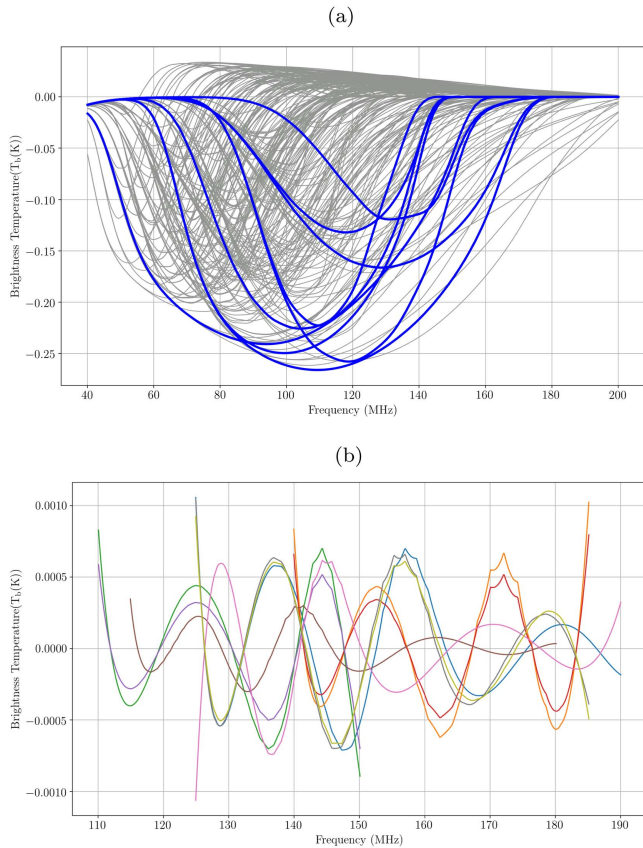 (a)
0.00
−0.05
−0.10
−0.15
−0.20
−0.25
Brightness Temperature(T_b(K))
40 60 80 100 120 140 160 180 200
Frequency (MHz)
(b)
0.0010
0.0005
0.0000
−0.0005
−0.0010
Brightness Temperature(T_b(K))
110 120 130 140 150 160 170 180 190
Frequency (MHz)